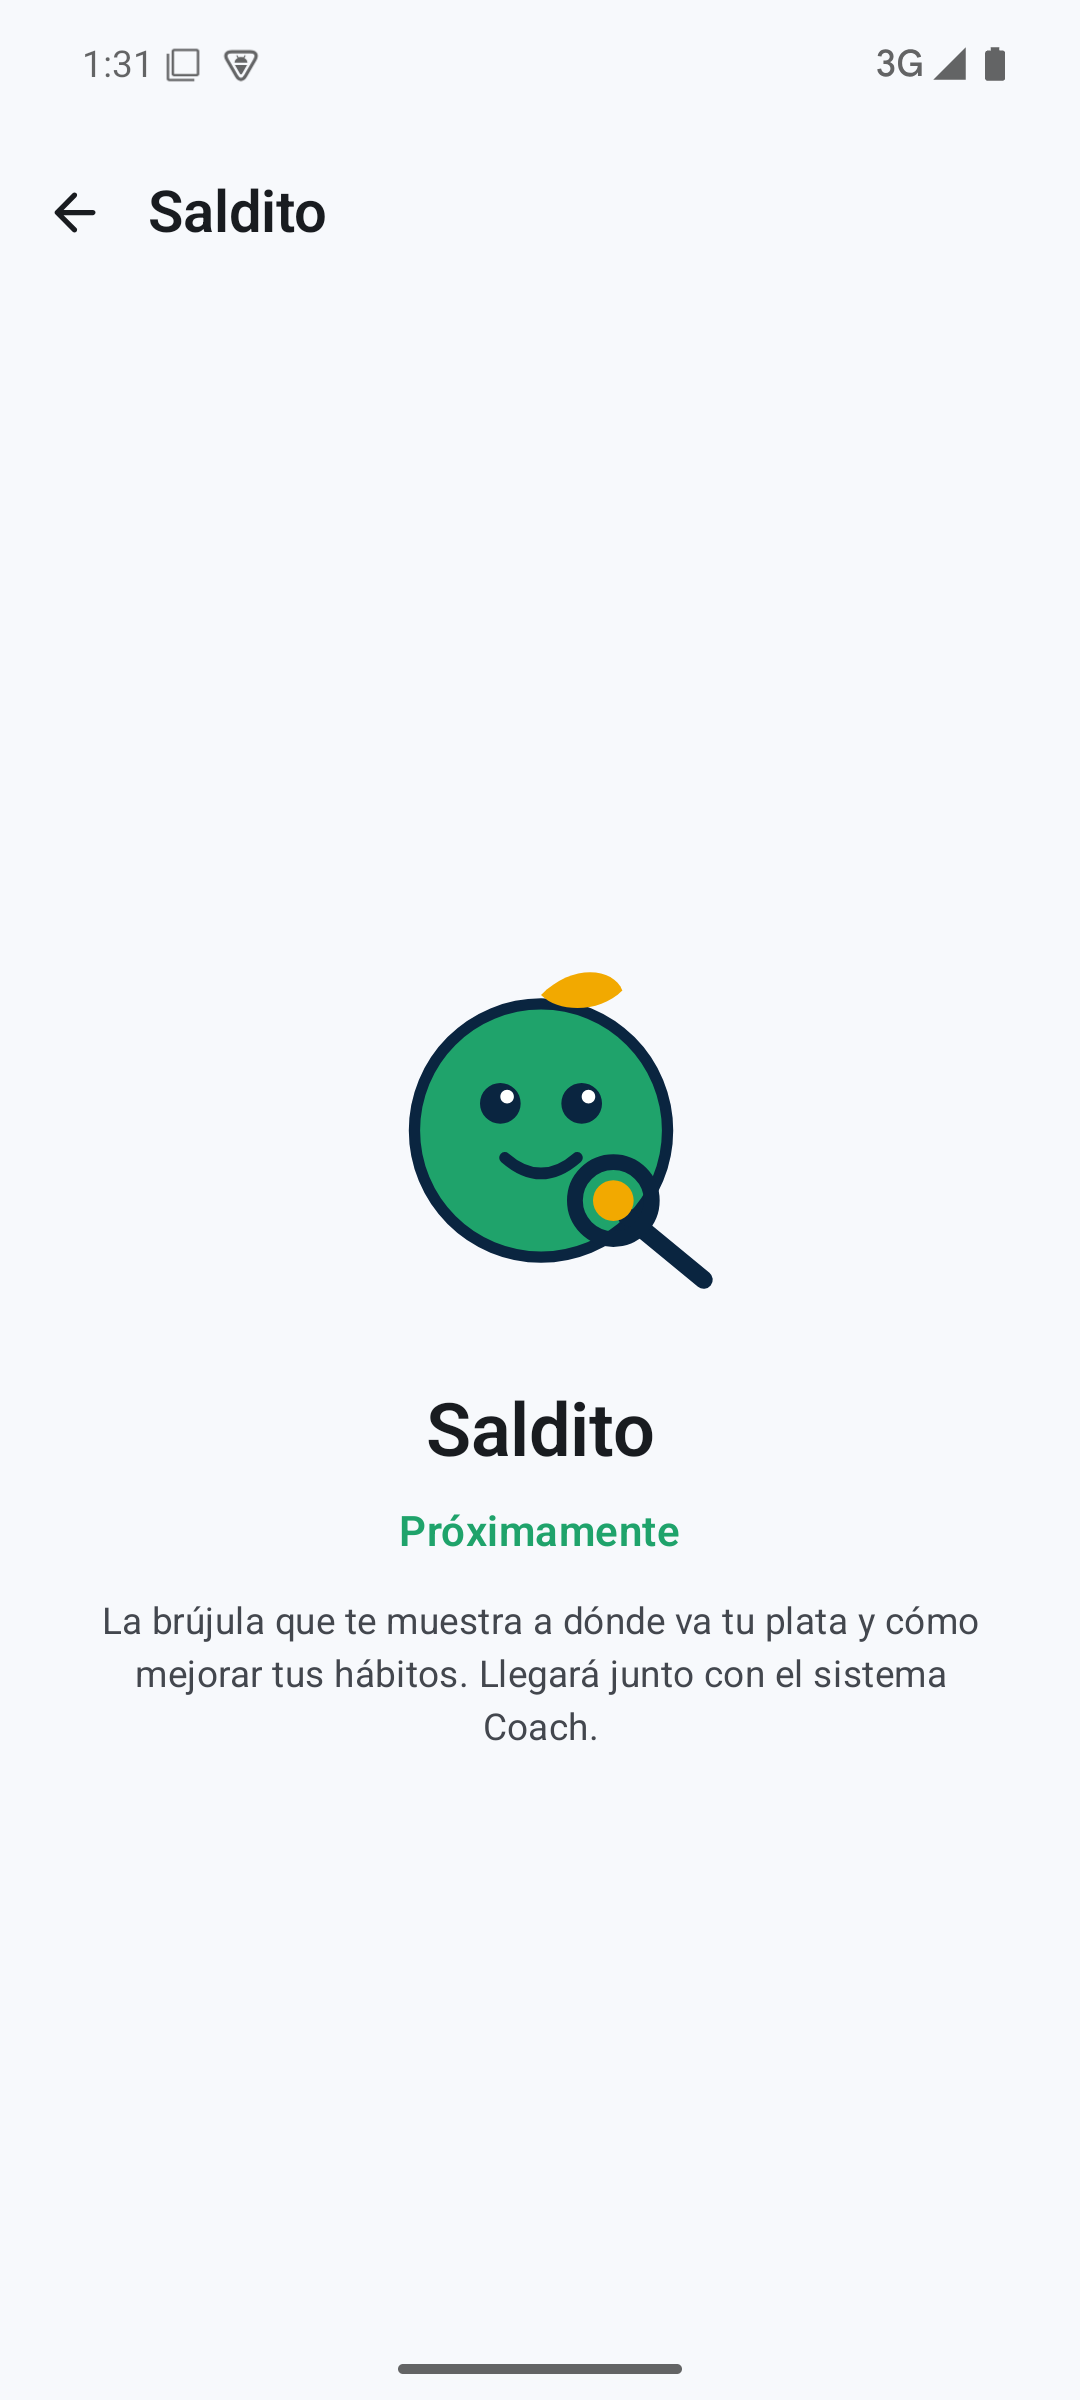 1:31
3G
Saldito
Saldito
Próximamente
La brújula que te muestra a dónde va tu plata y cómo
mejorar tus hábitos. Llegará junto con el sistema
Coach.